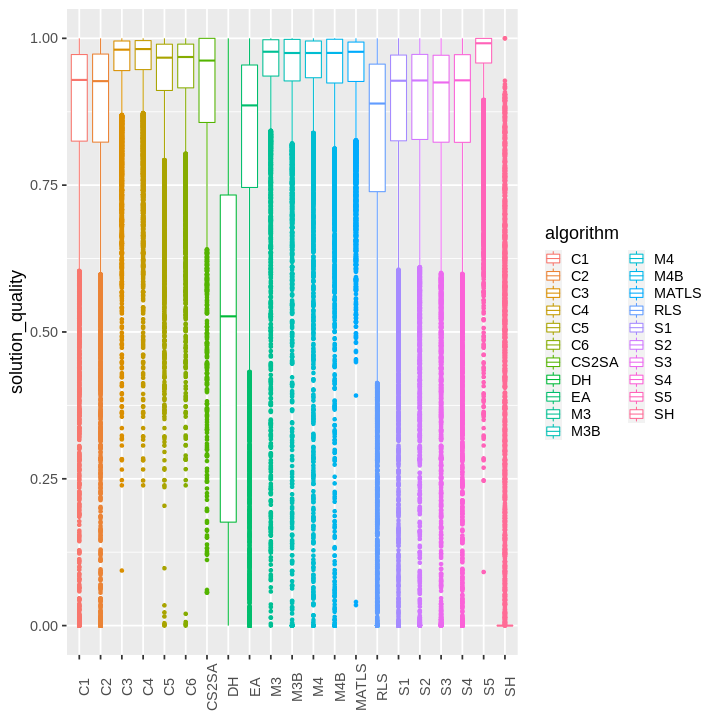 1.00
0.75
0.50
0.25
0.00
solution_quality
C1
C2
C3
C4
C5
C6
CS2SA
DH
EA
M3
M3B
M4
M4B
MATLS
RLS
S1
S2
S3
S4
S5
SH
algorithm
C1
C2
C3
C4
C5
C6
CS2SA
DH
EA
M3
M3B
M4
M4B
MATLS
RLS
S1
S2
S3
S4
S5
SH